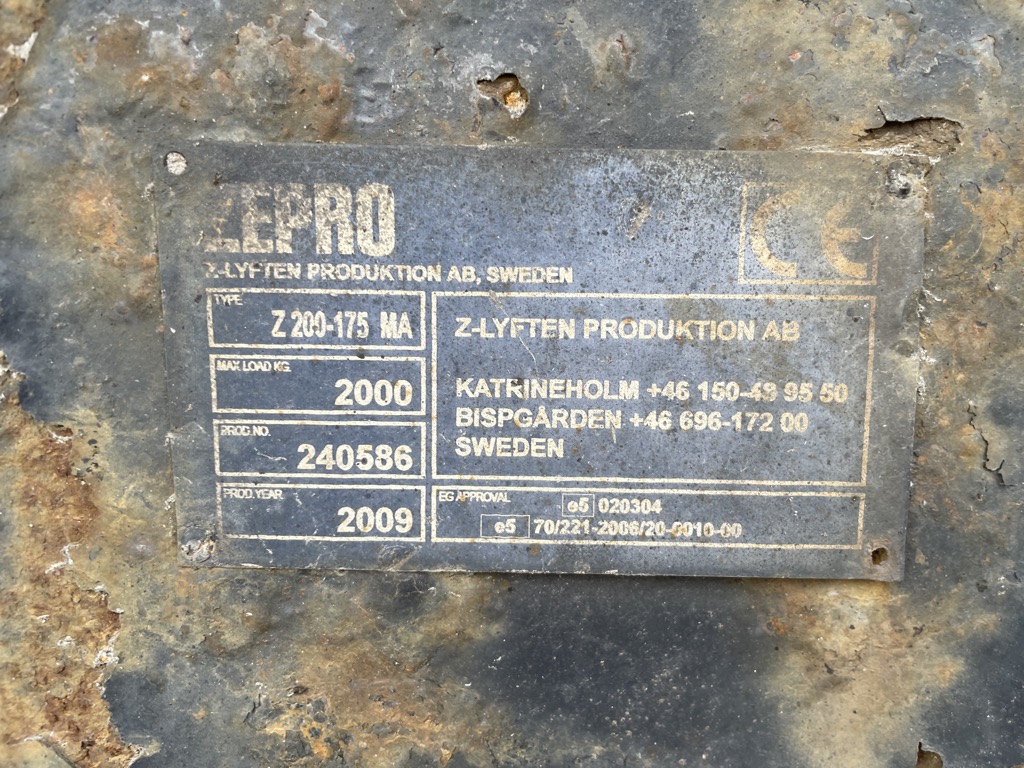 ZEPRO
CE
Z-LYFTEN PRODUKTION AB, SWEDEN
TYPE
Z 200-175 MA
MAX LOAD KG.
2000
PROD.NO.
240586
PROD.YEAR
2009
Z-LYFTEN PRODUKTION AB
KATRINEHOLM +46 150-48 95 50
BISPGÅRDEN +46 696-172 00
SWEDEN
EG APPROVAL
e5 020304
e5 70/221-2006/20-0010-00